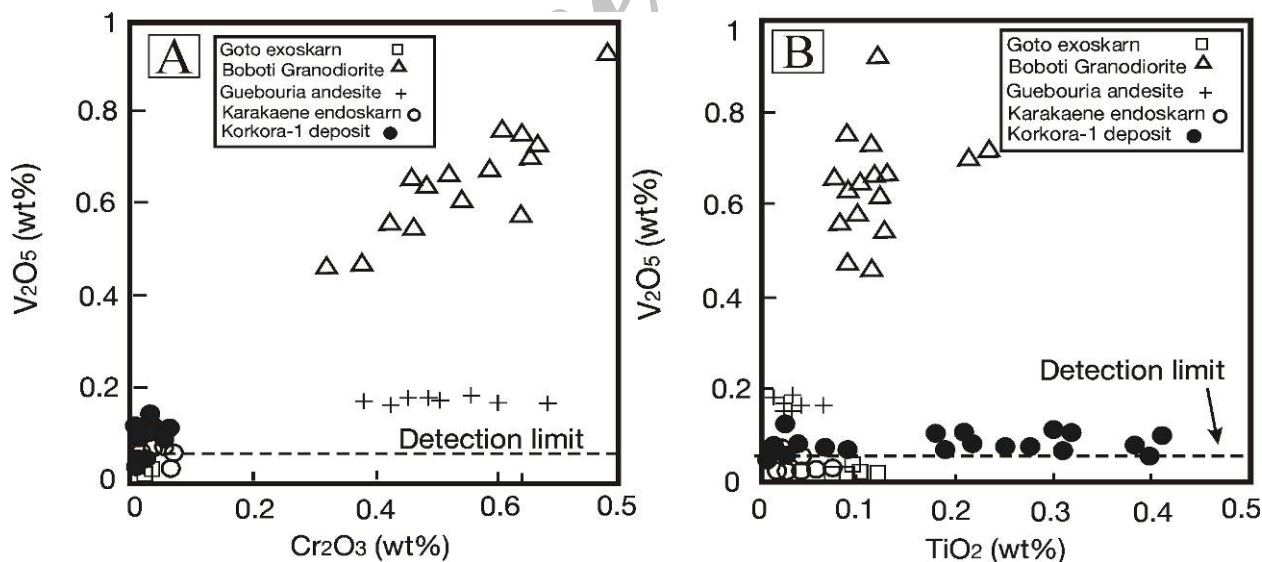 A
Goto exoskarn
Boboti Granodiorite
Guebouria andesite
Karakaene endoskarn
Korkora-1 deposit
1
0.8
0.6
0.4
0.2
0
V2O5 (wt%)
Detection limit
0
0.2
0.4
0.6
0.5
Cr2O3 (wt%)
B
Goto exoskarn
Boboti Granodiorite
Guebouria andesite
Karakaene endoskarn
Korkora-1 deposit
1
0.8
0.6
0.4
0.2
0
V2O5 (wt%)
Detection limit
0
0.1
0.2
0.3
0.4
0.5
TiO2 (wt%)